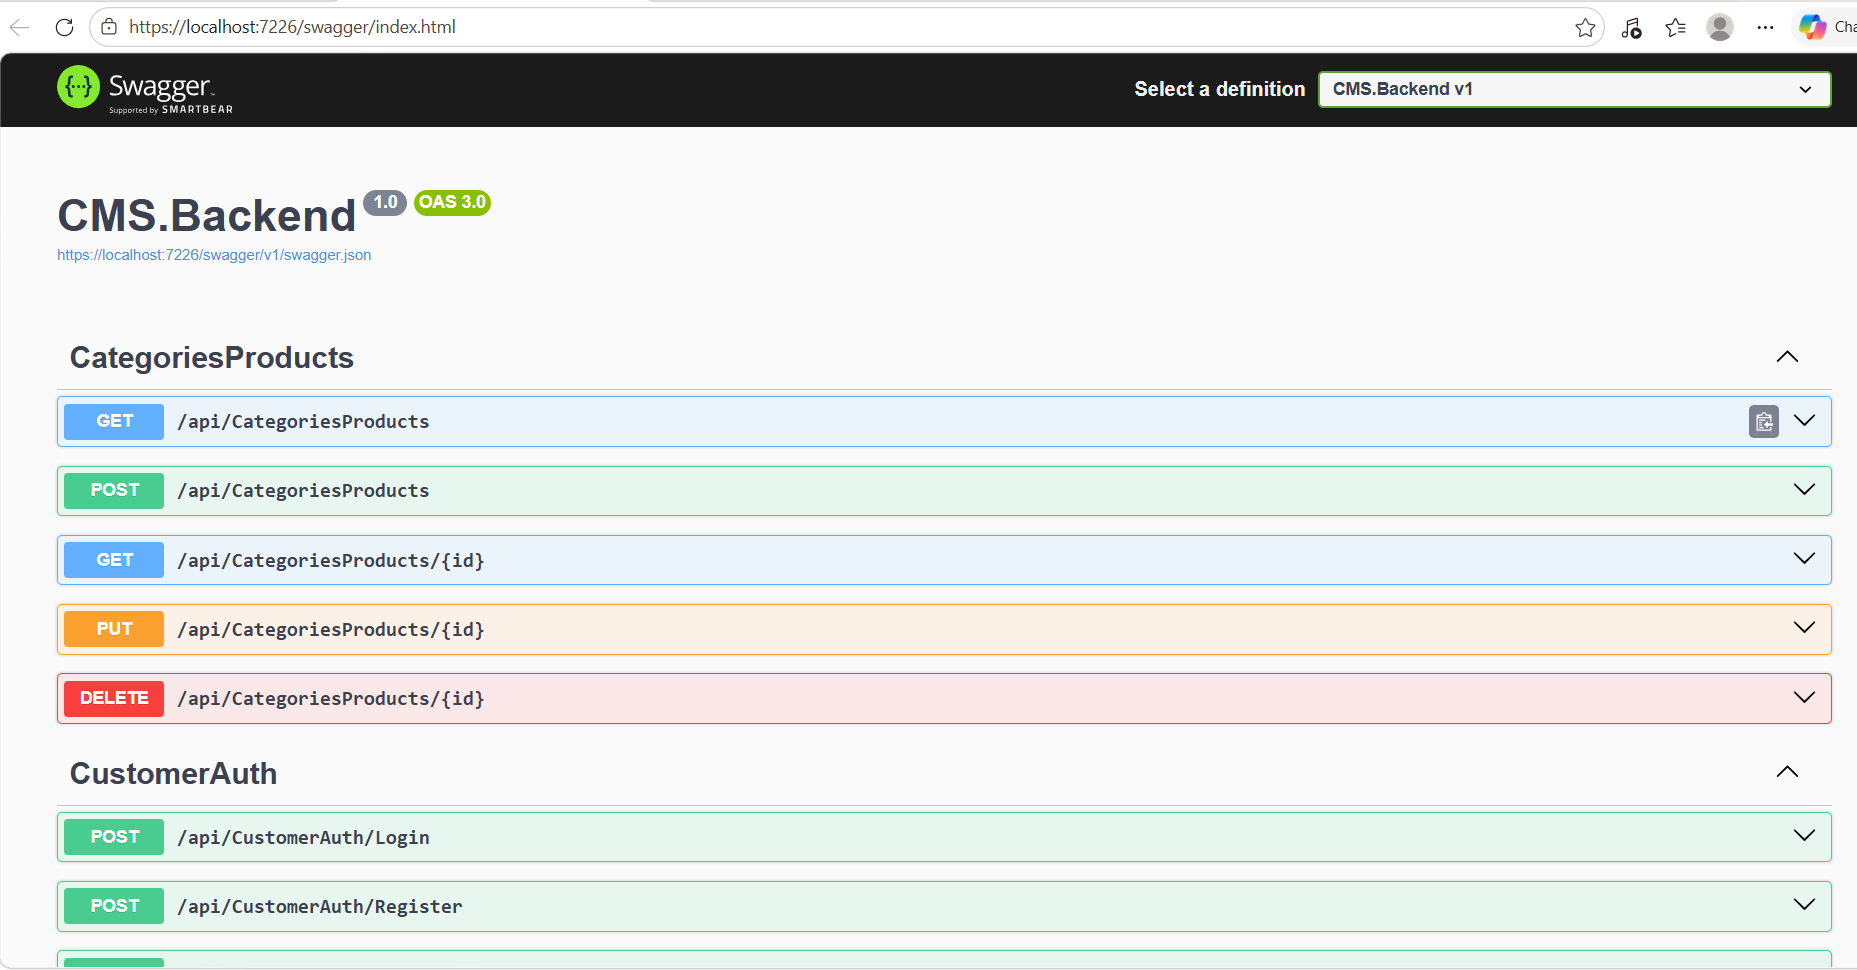 https://localhost:7226/swagger/index.html
Cha
Swagger
Supported by SMARTBEAR
Select a definition
CMS.Backend v1
CMS.Backend 1.0 OAS 3.0
https://localhost:7226/swagger/v1/swagger.json
CategoriesProducts
GET /api/CategoriesProducts
POST /api/CategoriesProducts
GET /api/CategoriesProducts/{id}
PUT /api/CategoriesProducts/{id}
DELETE /api/CategoriesProducts/{id}
CustomerAuth
POST /api/CustomerAuth/Login
POST /api/CustomerAuth/Register